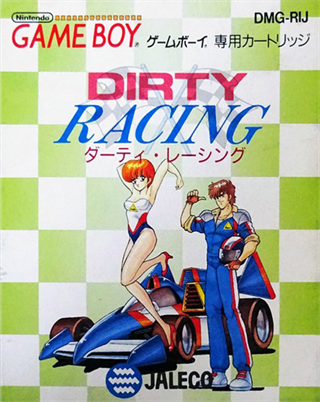 Nintendo
DMG-RIJ
GAME BOY® ゲームボーイ® 専用カートリッジ
DIRTY
RACING
ダーティ・レーシング
JALECO